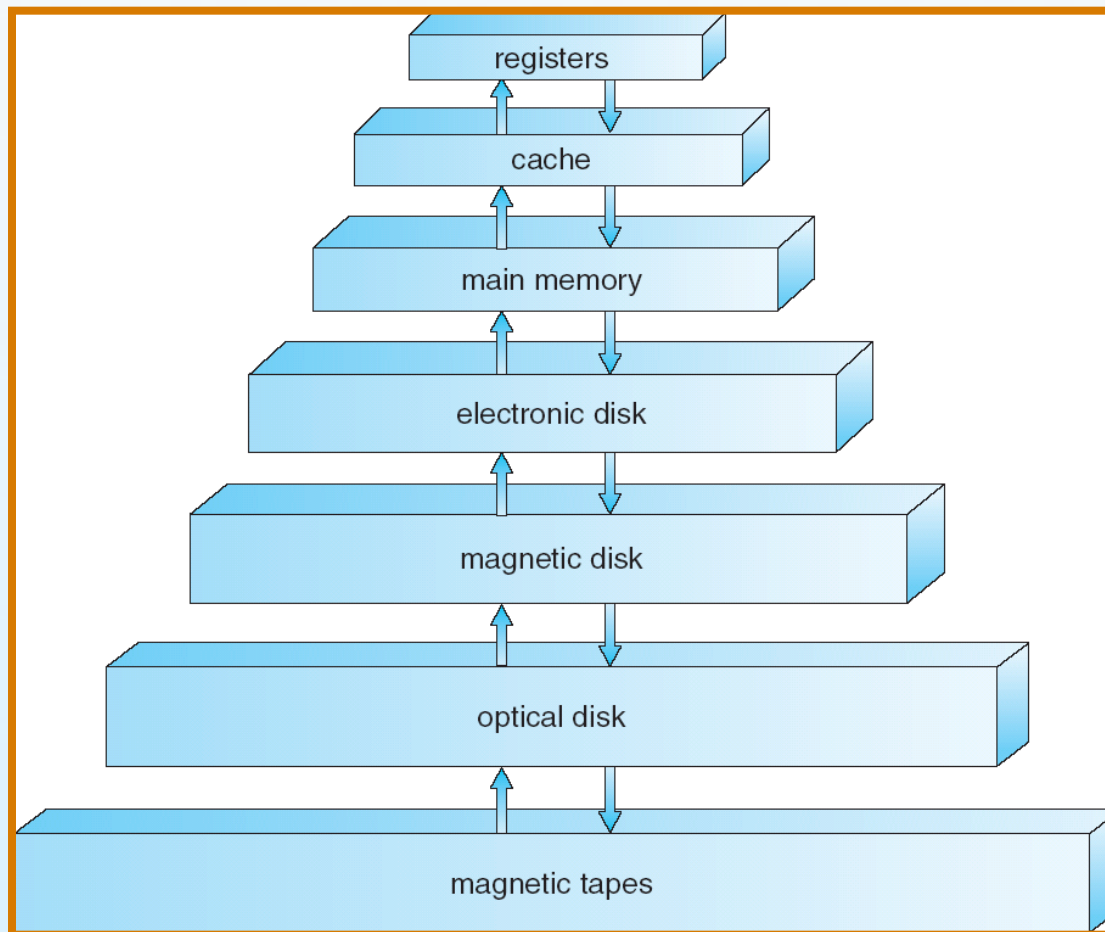 registers
cache
main memory
electronic disk
magnetic disk
optical disk
magnetic tapes